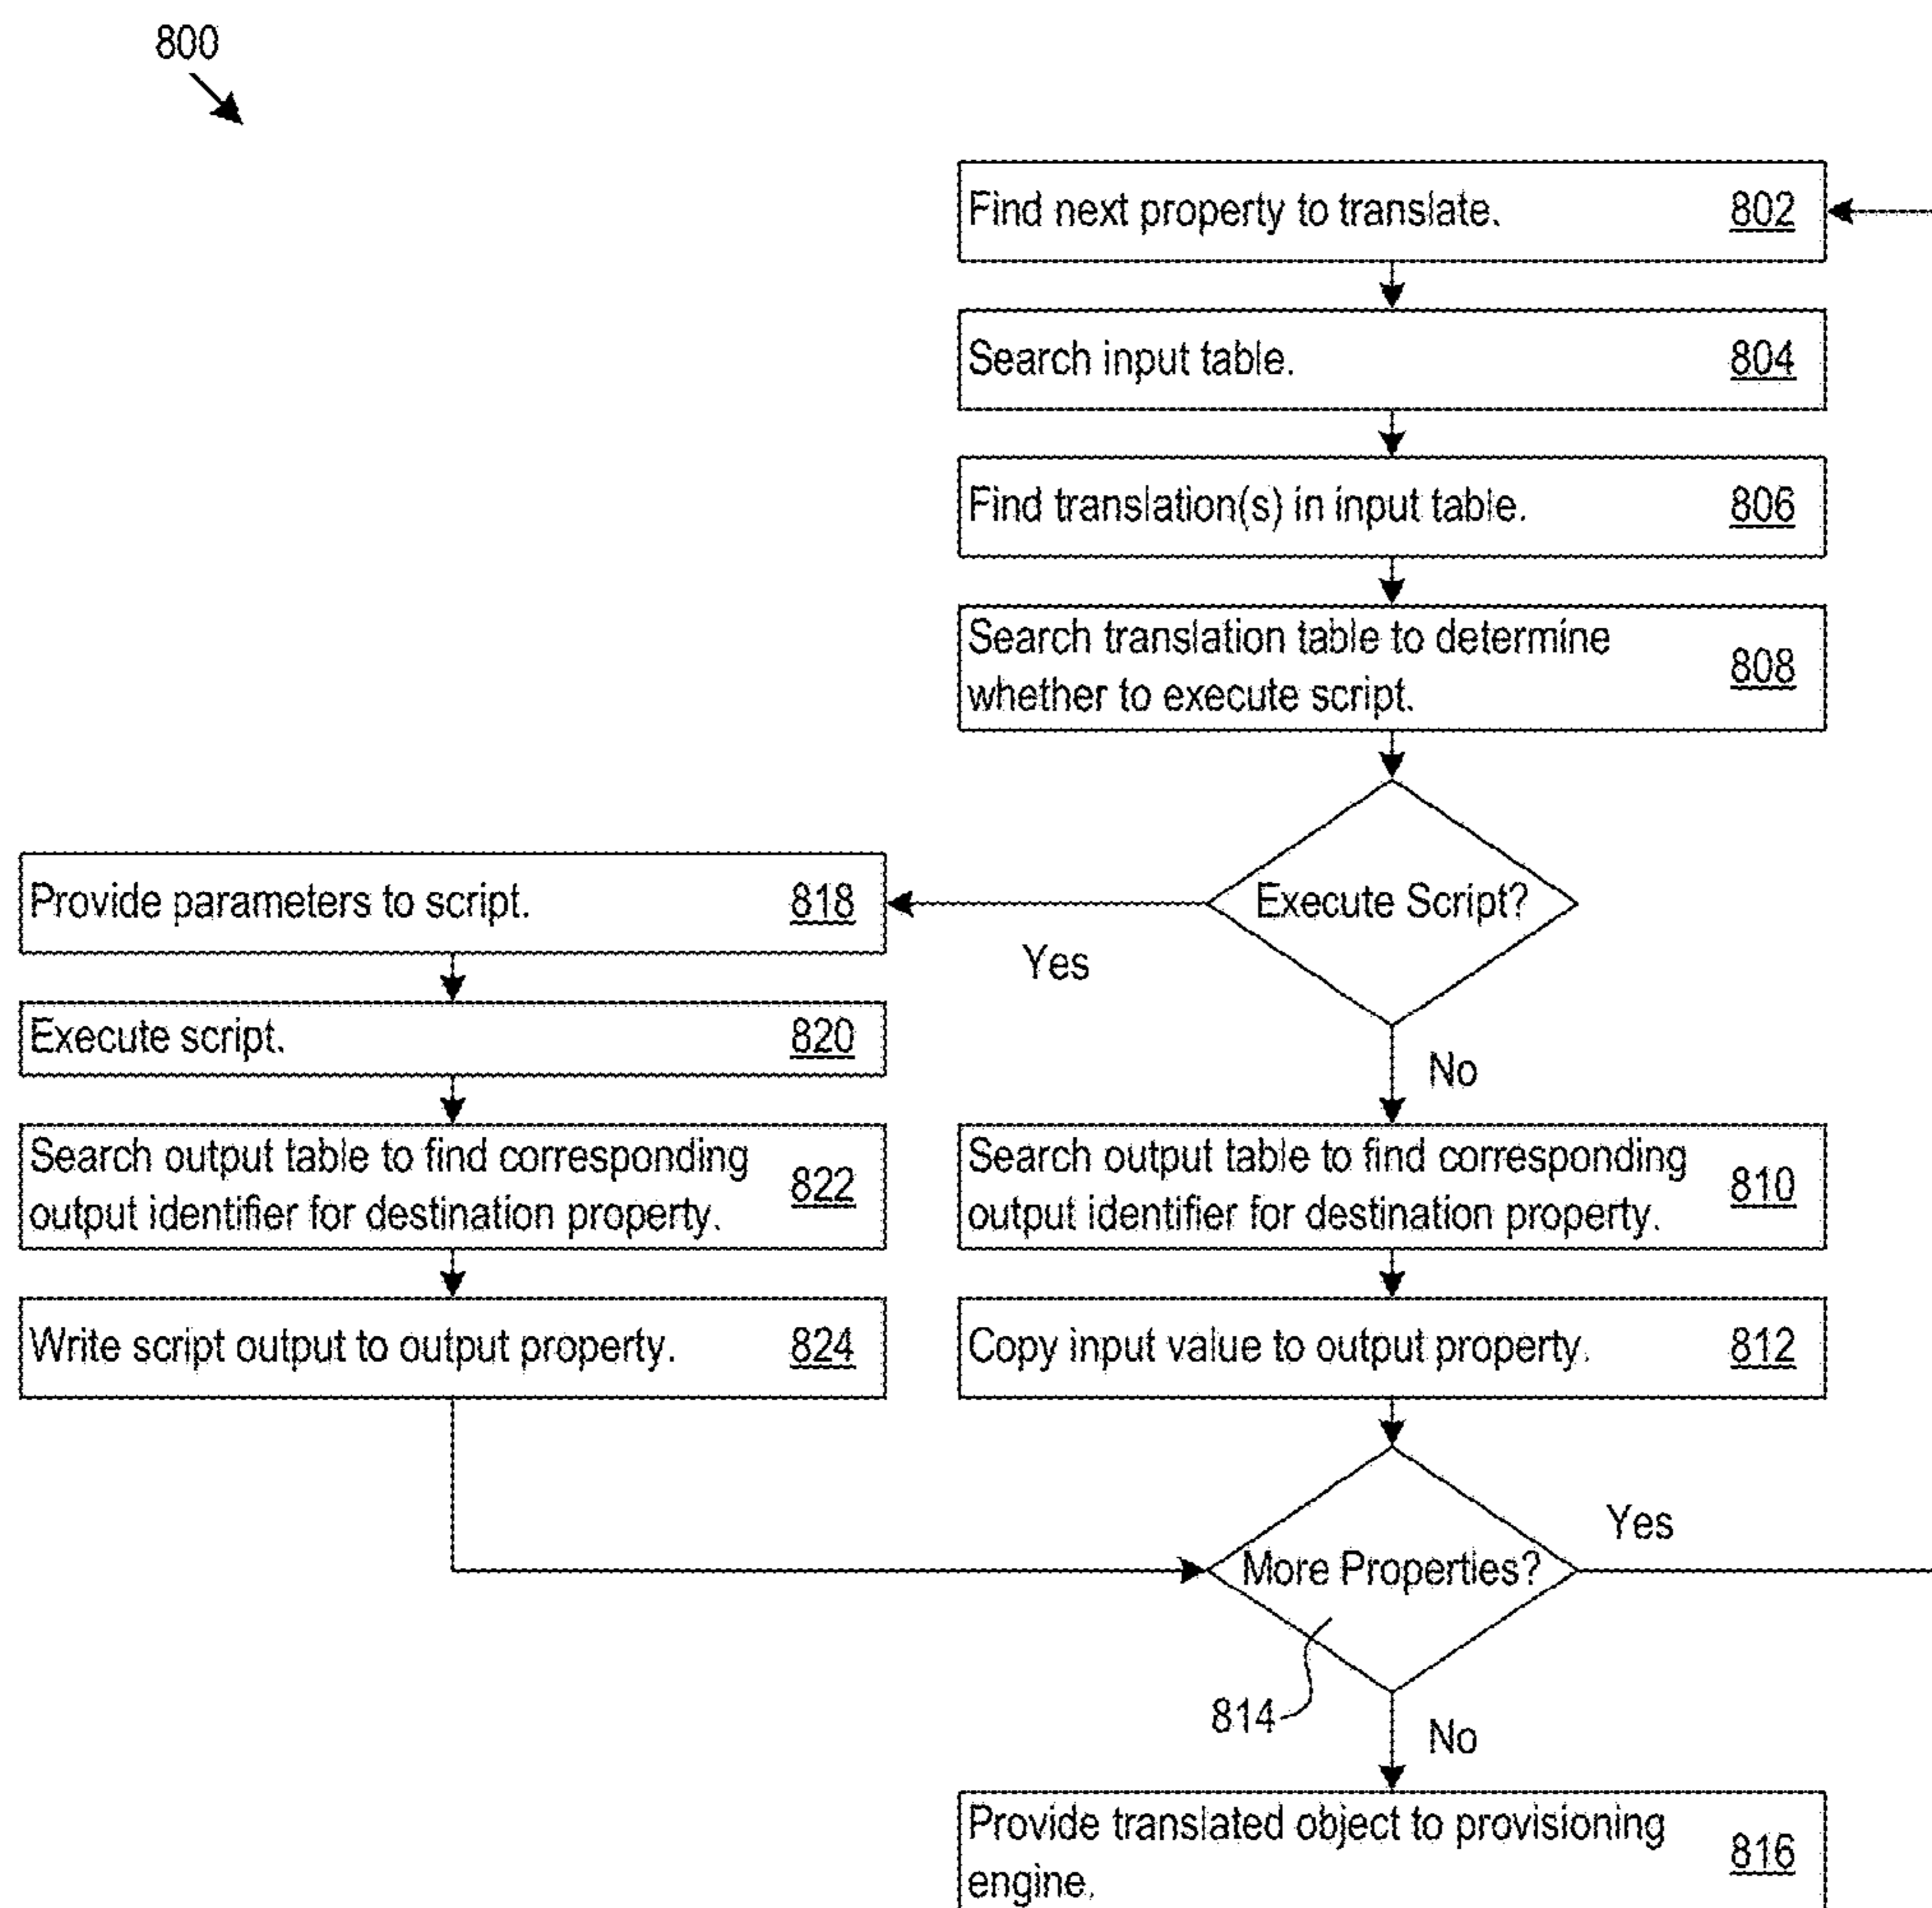 800
Find next property to translate. 802
Search input table. 804
Find translation(s) in input table. 806
Search translation table to determine
whether to execute script. 808
Execute Script?
Yes
No
Provide parameters to script. 818
Execute script. 820
Search output table to find corresponding
output identifier for destination property. 822
Write script output to output property. 824
Search output table to find corresponding
output identifier for destination property. 810
Copy input value to output property. 812
More Properties?
Yes
814
No
Provide translated object to provisioning
engine. 816